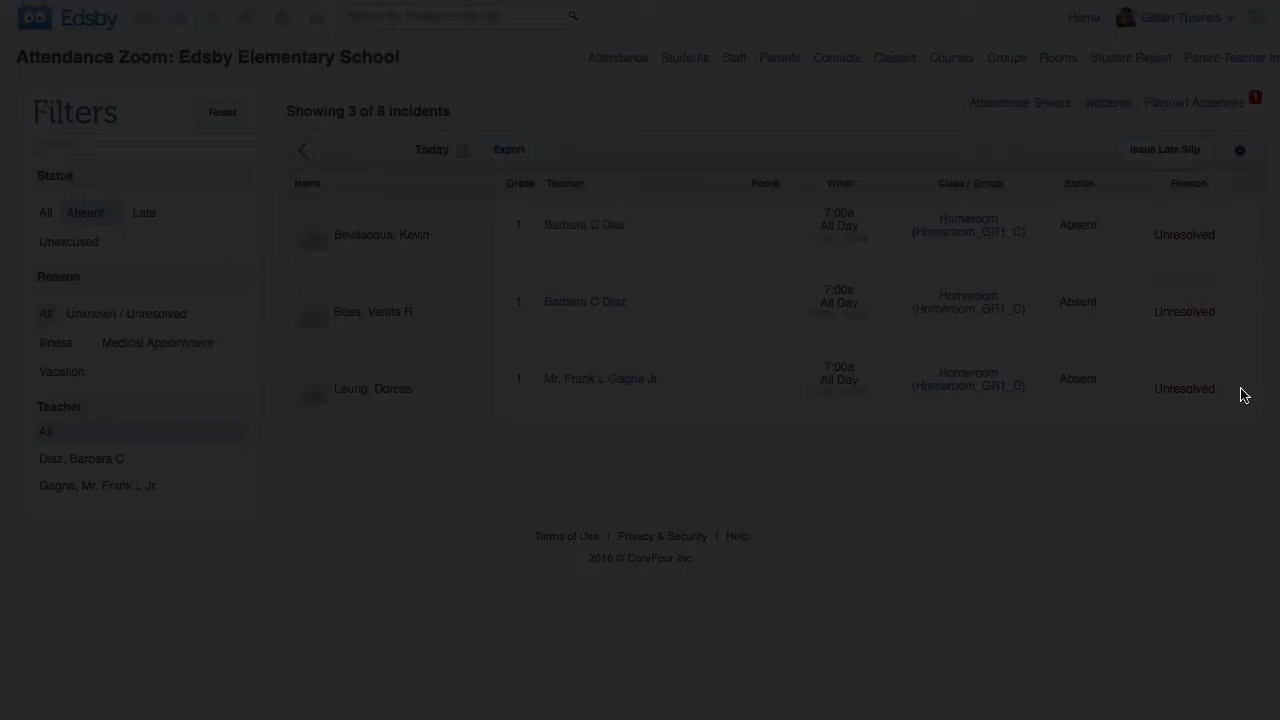 Edsby
Home Gillian Thomas
Attendance Zoom: Edsby Elementary School
Attendance Students Staff Parents Contacts Classes Courses Groups Rooms Student Report Parent-Teacher In
Filters Reset
Showing 3 of 8 incidents
Attendance Sheets Incidents Planned Absences 1
Today Export Issue Late Slip
Status
All Absent Late
Unexcused
Reason
All Unknown / Unresolved
Illness Medical Appointment
Vacation
Teacher
All
Diaz, Barbara C
Gagne, Mr. Frank L Jr.
Name Grade Teacher Room When Class / Group Status Reason
Bevilacqua, Kevin 1 Barbara C Diaz 7:00a Homeroom Absent Unresolved
All Day (Homeroom_GR1_C)
Boss, Vanita R 1 Barbara C Diaz 7:00a Homeroom Absent Unresolved
All Day (Homeroom_GR1_C)
Leung, Dorcas 1 Mr. Frank L Gagne Jr. 7:00a Homeroom Absent Unresolved
All Day (Homeroom_GR1_D)
Terms of Use | Privacy & Security | Help
2016 © CoreFour Inc.